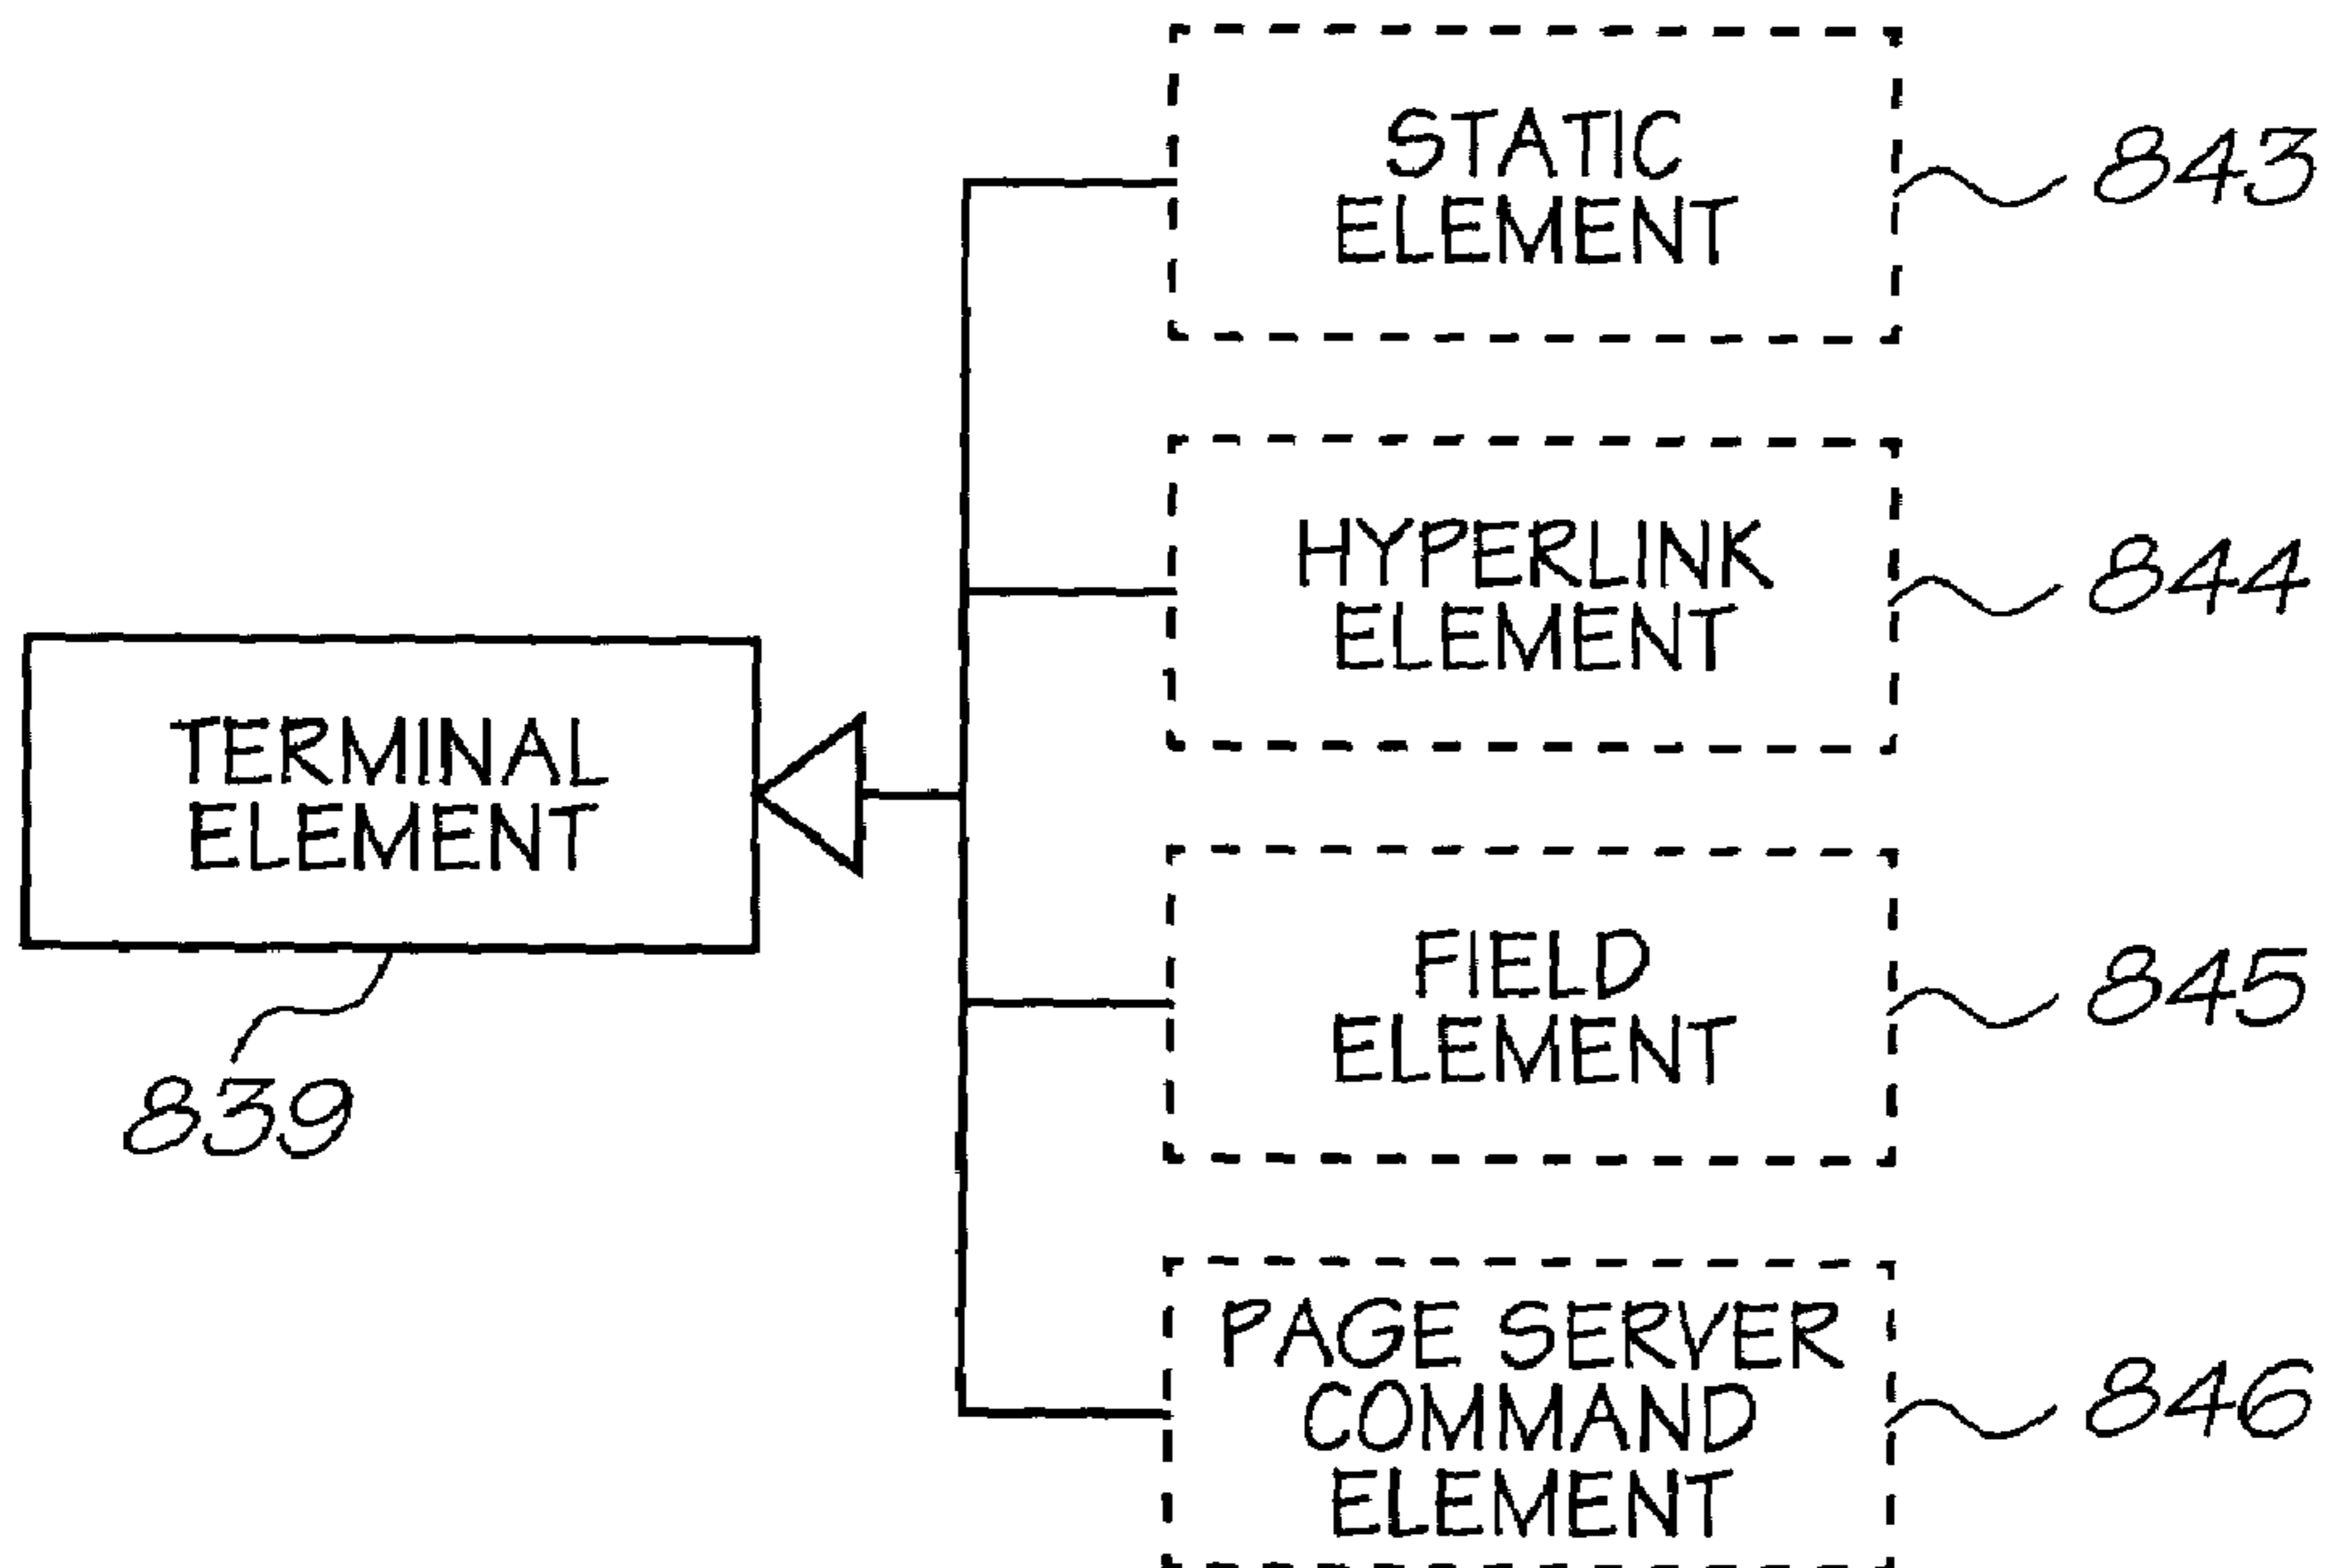 STATIC
ELEMENT
843
HYPERLINK
ELEMENT
844
TERMINAL
ELEMENT
839
FIELD
ELEMENT
845
PAGE SERVER
COMMAND
ELEMENT
846